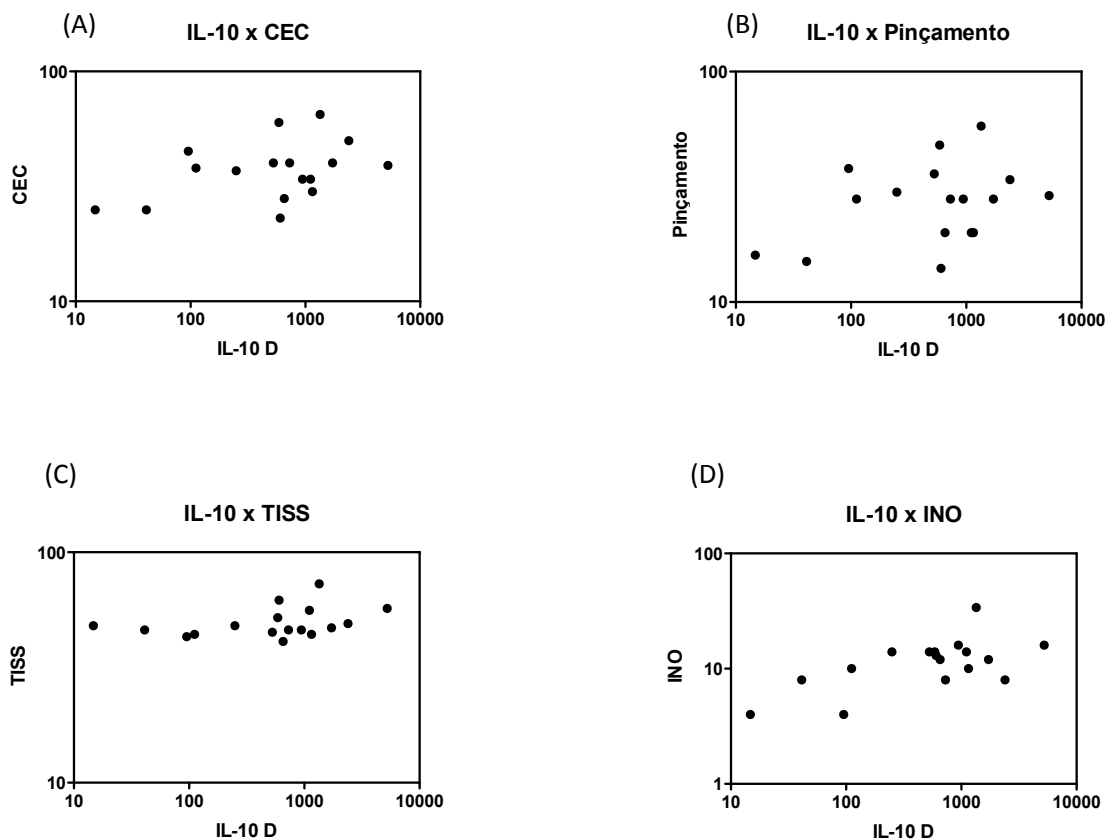 (A)
IL-10 x CEC
100
CEC
10
10 100 1000 10000
IL-10 D
(B)
IL-10 x Pinçamento
100
Pinçamento
10
10 100 1000 10000
IL-10 D
(C)
IL-10 x TISS
100
TISS
10
10 100 1000 10000
IL-10 D
(D)
IL-10 x INO
100
10
INO
1
10 100 1000 10000
IL-10 D